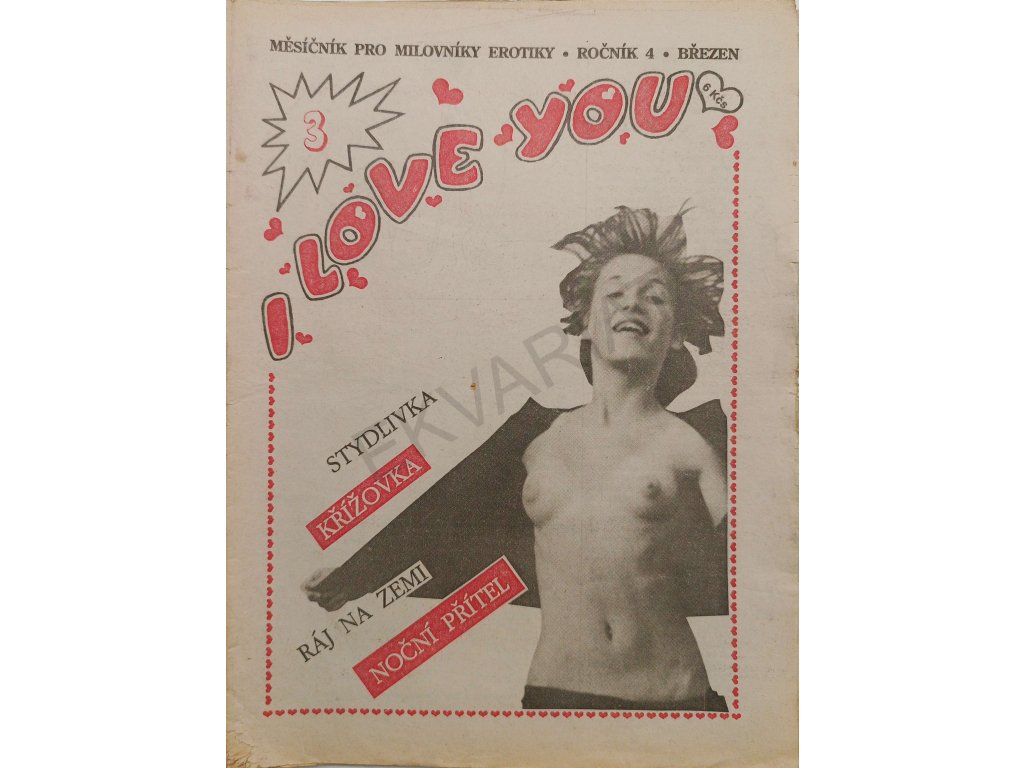 MĚSÍČNÍK PRO MILOVNÍKY EROTIKY • ROČNÍK 4 • BŘEZEN
3
I LOVE YOU
6 Kčs
STYDLIVKA
KŘÍŽOVKA
RÁJ NA ZEMI
NOČNÍ PŘÍTEL